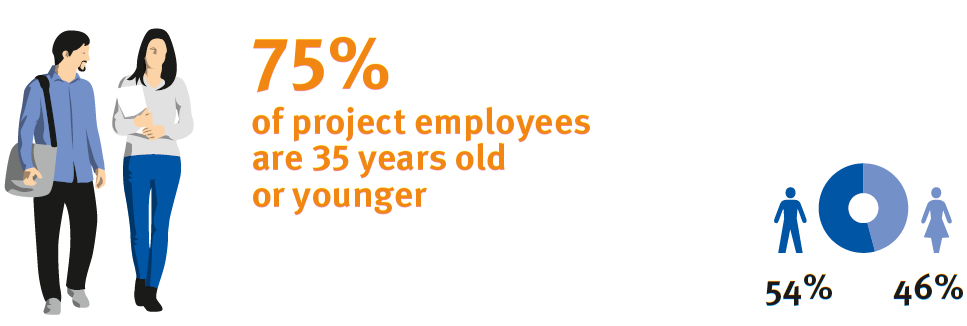 75%
of project employees
are 35 years old
or younger
54% 46%